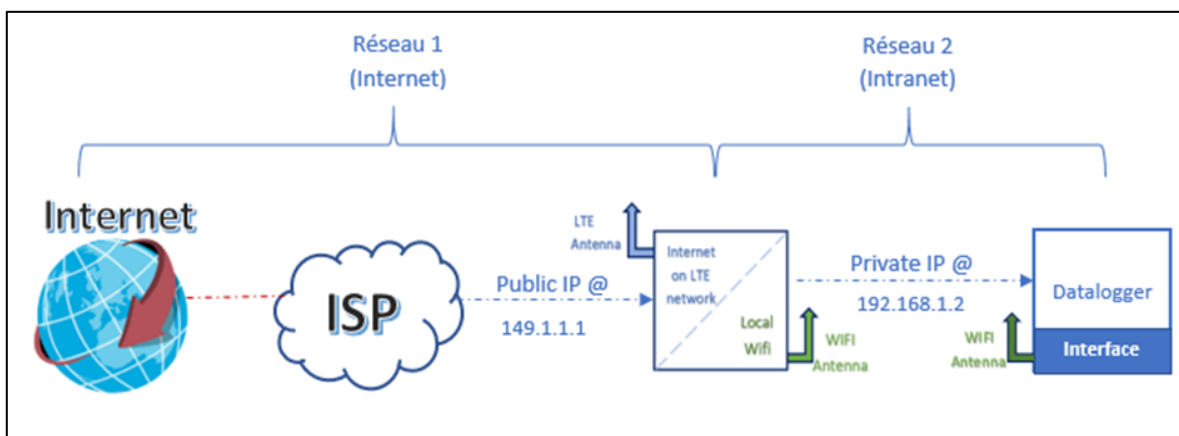 Réseau 1
(Internet)
Réseau 2
(Intranet)
Internet
ISP
Public IP @
149.1.1.1
LTE
Antenna
Internet
on LTE
network
Local
Wifi
WIFI
Antenna
Private IP @
192.168.1.2
WIFI
Antenna
Datalogger
Interface